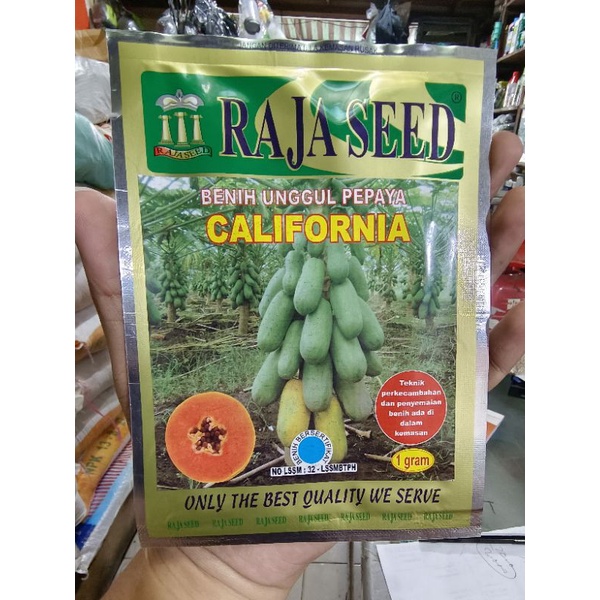 RAJASEED
RAJA SEED
®
BENIH UNGGUL PEPAYA
CALIFORNIA
Teknik
perkecambahan
dan penyemaian
benih ada di
dalam
kemasan
BENIH BERSERTIFIKAT
NO LSSM : 32 - LSSMBTPH
1 gram
ONLY THE BEST QUALITY WE SERVE
RAJASEED RAJASEED RAJASEED RAJASEED RAJASEED RAJASEED